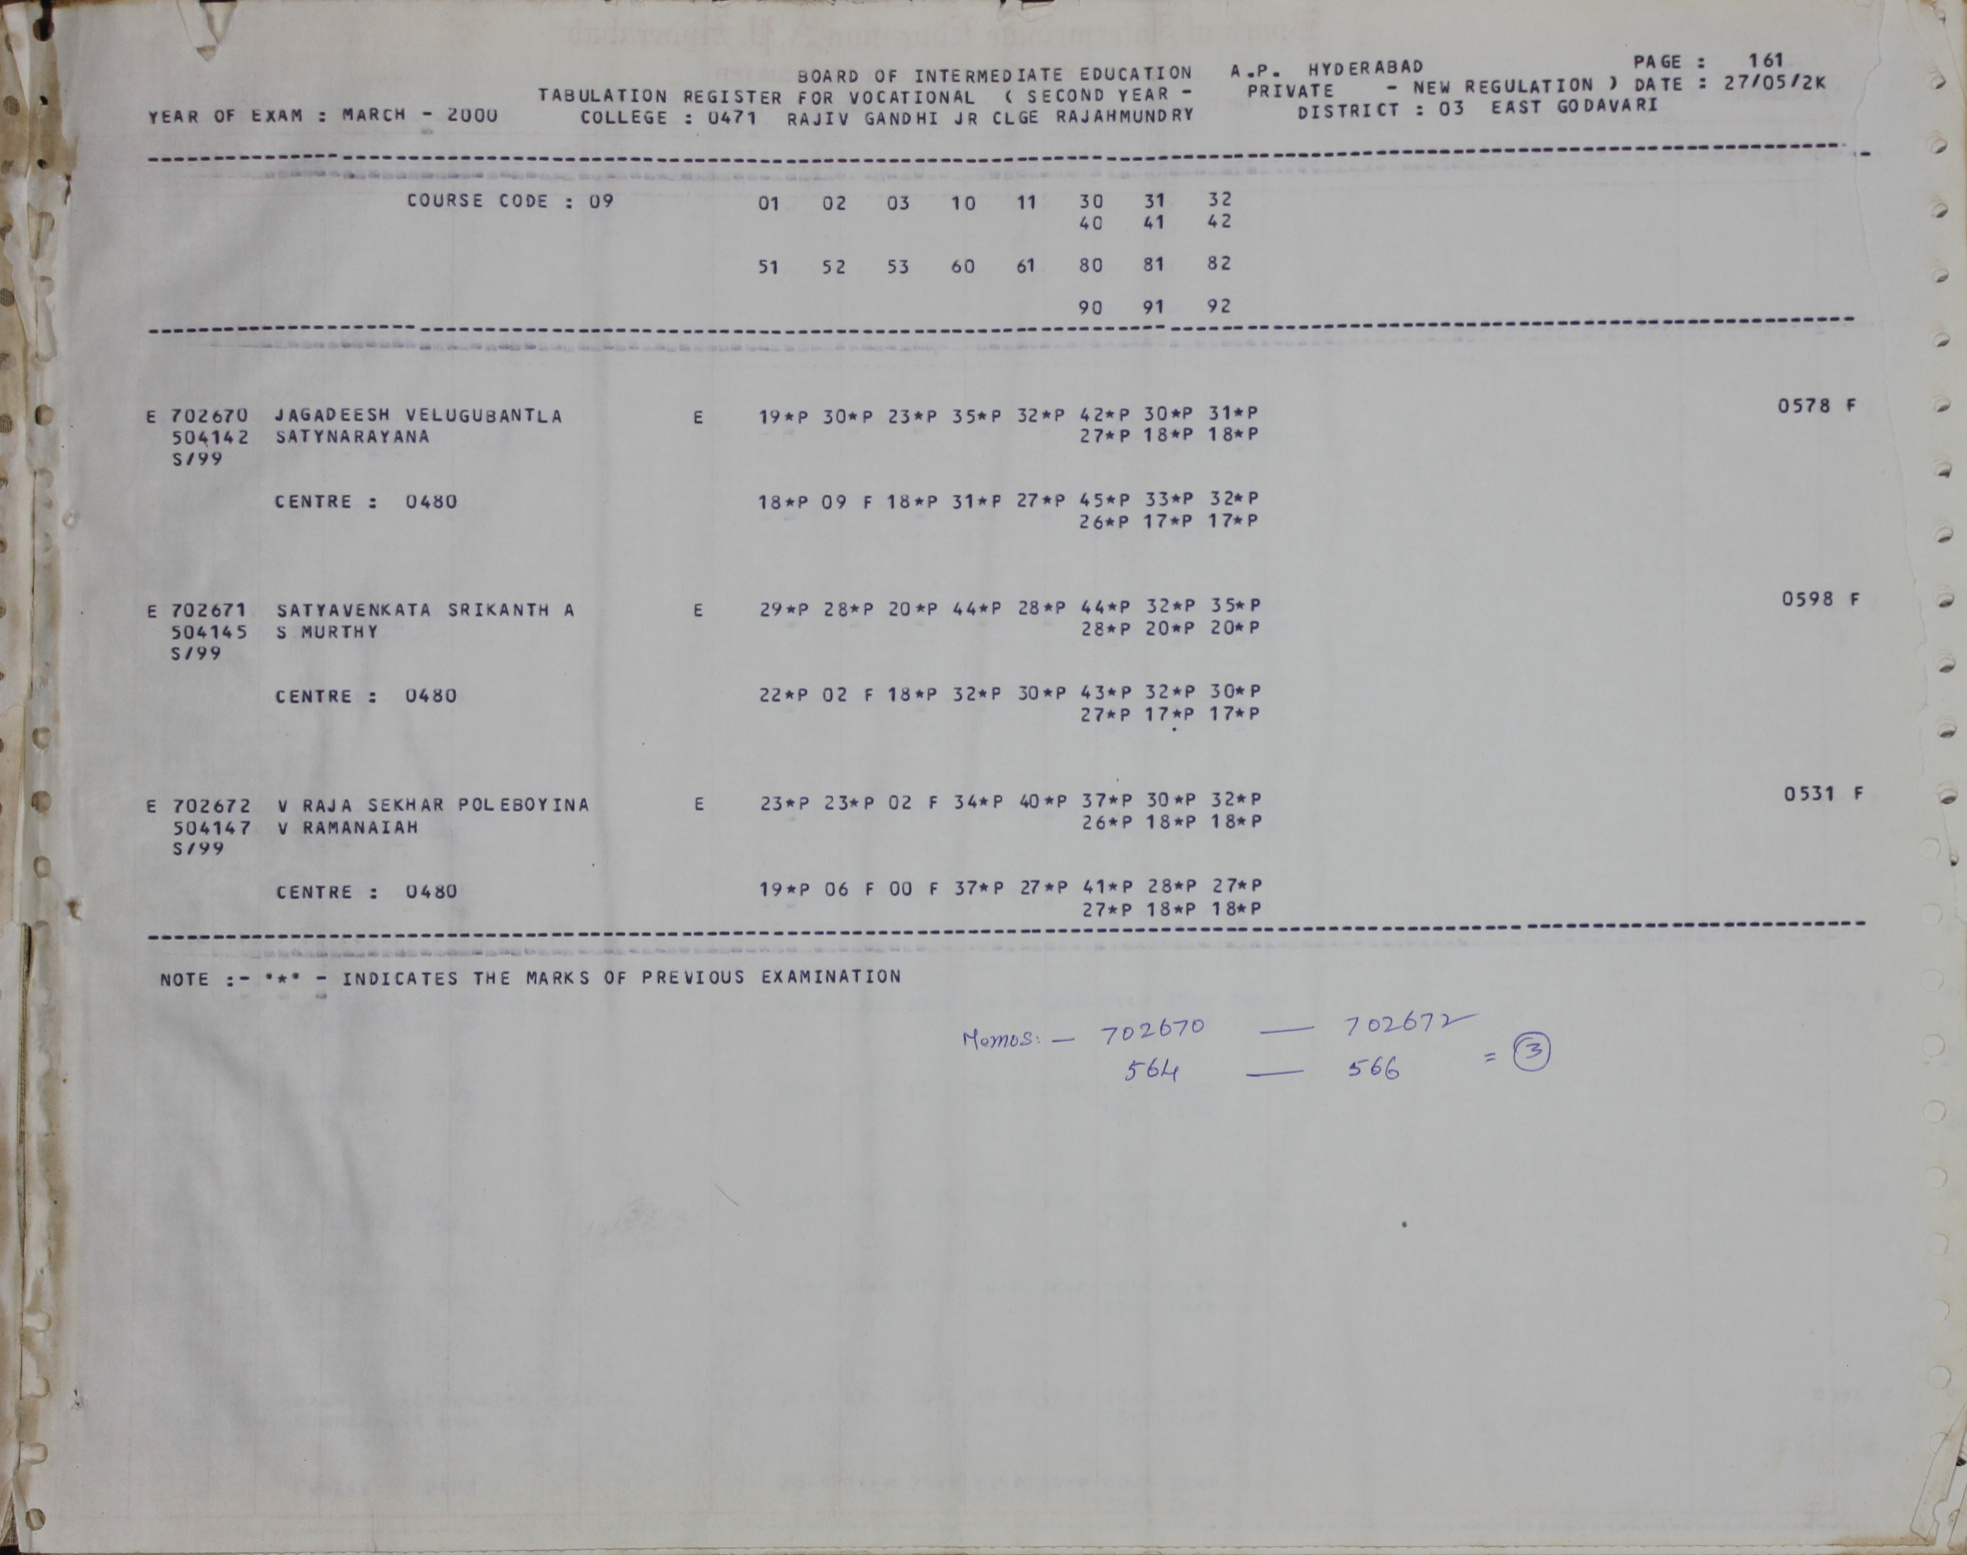 BOARD OF INTERMEDIATE EDUCATION A.P. HYDERABAD PAGE : 161
TABULATION REGISTER FOR VOCATIONAL ( SECOND YEAR - PRIVATE - NEW REGULATION ) DATE : 27/05/2K
YEAR OF EXAM : MARCH - 2000 COLLEGE : 0471 RAJIV GANDHI JR CLGE RAJAHMUNDRY DISTRICT : 03 EAST GODAVARI
COURSE CODE : 09 01 02 03 10 11 30 31 32
40 41 42
51 52 53 60 61 80 81 82
90 91 92
E 702670 JAGADEESH VELUGUBANTLA E 19*P 30*P 23*P 35*P 32*P 42*P 30*P 31*P 0578 F
504142 SATYNARAYANA 27*P 18*P 18*P
S/99
CENTRE : 0480 18*P 09 F 18*P 31*P 27*P 45*P 33*P 32*P
26*P 17*P 17*P
E 702671 SATYAVENKATA SRIKANTH A E 29*P 28*P 20*P 44*P 28*P 44*P 32*P 35*P 0598 F
504145 S MURTHY 28*P 20*P 20*P
S/99
CENTRE : 0480 22*P 02 F 18*P 32*P 30*P 43*P 32*P 30*P
27*P 17*P 17*P
E 702672 V RAJA SEKHAR POLEBOYINA E 23*P 23*P 02 F 34*P 40*P 37*P 30*P 32*P 0531 F
504147 V RAMANAIAH 26*P 18*P 18*P
S/99
CENTRE : 0480 19*P 06 F 00 F 37*P 27*P 41*P 28*P 27*P
27*P 18*P 18*P
NOTE :- "*" - INDICATES THE MARKS OF PREVIOUS EXAMINATION
Memos: — 702670 — 702672
564 — 566 = 3